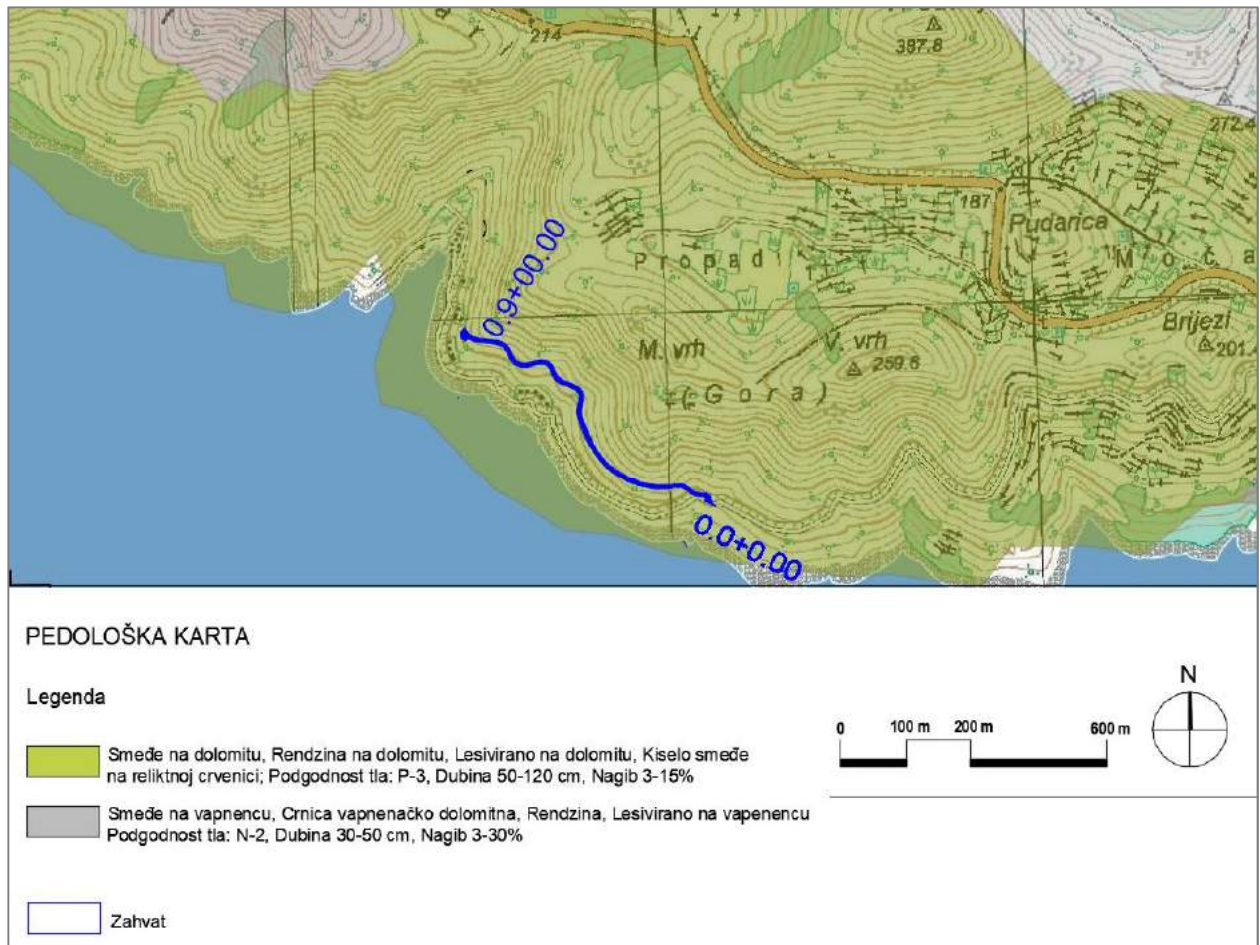 387.8
214
272.4
187
Pudarica
0.9+00.00
Propadi
Moča
Brijezi
201.4
M. vrh
V. vrh
259.6
(Gora)
0.0+0.00
PEDOLOŠKA KARTA
Legenda
N
0 100 m 200 m 600 m
Smeđe na dolomitu, Rendzina na dolomitu, Lesivirano na dolomitu, Kiselo smeđe
na reliktnoj crvenici; Podgodnost tla: P-3, Dubina 50-120 cm, Nagib 3-15%
Smeđe na vapnencu, Crnica vapnenačko dolomitna, Rendzina, Lesivirano na vapenencu
Podgodnost tla: N-2, Dubina 30-50 cm, Nagib 3-30%
Zahvat